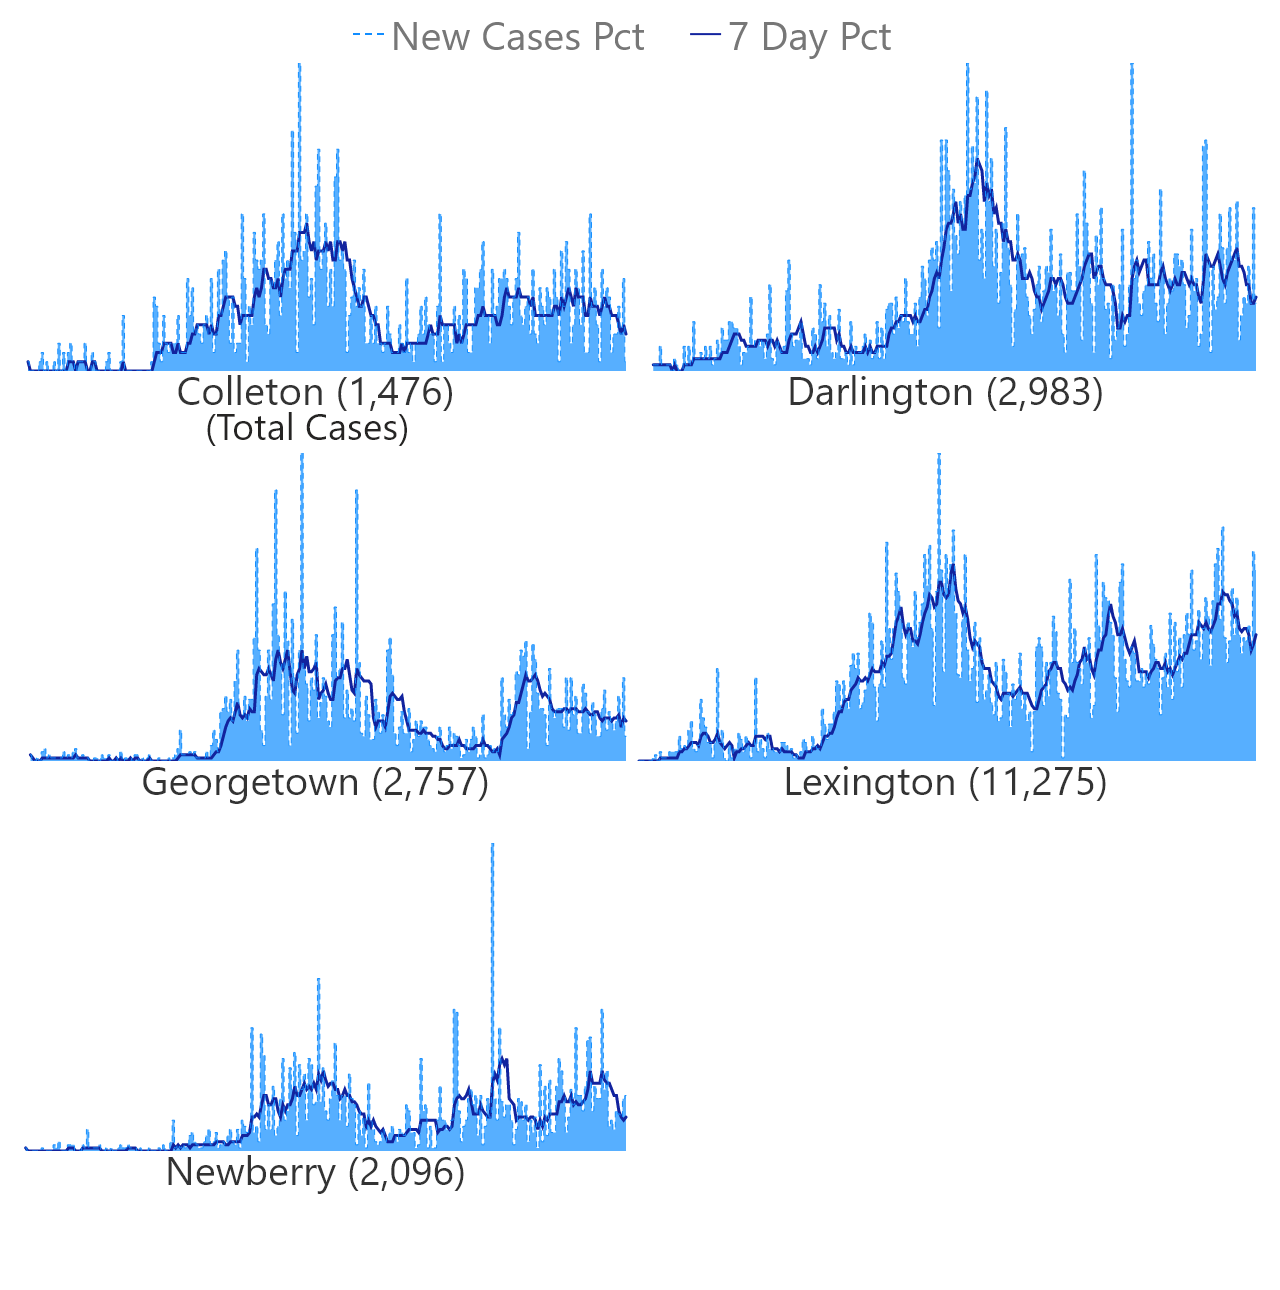 New Cases Pct 7 Day Pct
Colleton (1,476)
(Total Cases)
Darlington (2,983)
Georgetown (2,757)
Lexington (11,275)
Newberry (2,096)